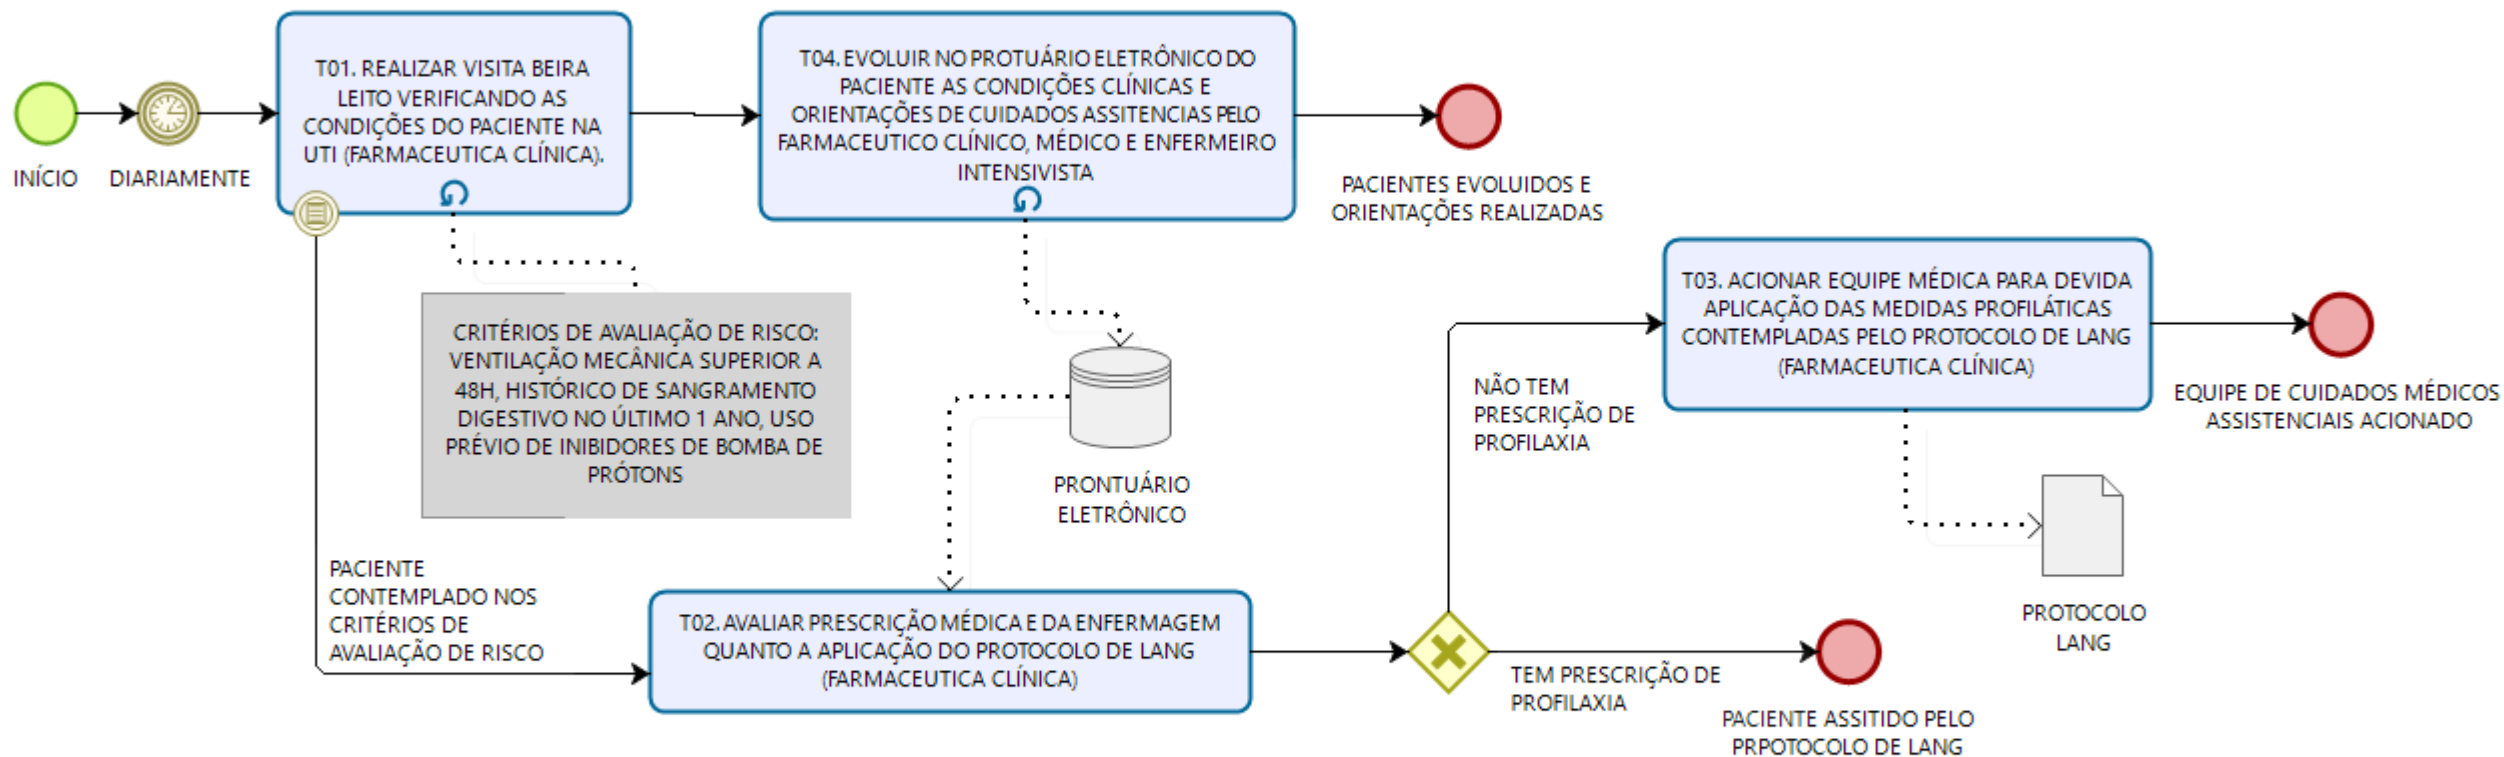 INÍCIO
DIARIAMENTE
T01. REALIZAR VISITA BEIRA
LEITO VERIFICANDO AS
CONDIÇÕES DO PACIENTE NA
UTI (FARMACEUTICA CLÍNICA).
T04. EVOLUIR NO PROTUÁRIO ELETRÔNICO DO
PACIENTE AS CONDIÇÕES CLÍNICAS E
ORIENTAÇÕES DE CUIDADOS ASSITENCIAS PELO
FARMACEUTICO CLÍNICO, MÉDICO E ENFERMEIRO
INTENSIVISTA
PACIENTES EVOLUIDOS E
ORIENTAÇÕES REALIZADAS
CRITÉRIOS DE AVALIAÇÃO DE RISCO:
VENTILAÇÃO MECÂNICA SUPERIOR A
48H, HISTÓRICO DE SANGRAMENTO
DIGESTIVO NO ÚLTIMO 1 ANO, USO
PRÉVIO DE INIBIDORES DE BOMBA DE
PRÓTONS
PRONTUÁRIO
ELETRÔNICO
PACIENTE
CONTEMPLADO NOS
CRITÉRIOS DE
AVALIAÇÃO DE RISCO
T02. AVALIAR PRESCRIÇÃO MÉDICA E DA ENFERMAGEM
QUANTO A APLICAÇÃO DO PROTOCOLO DE LANG
(FARMACEUTICA CLÍNICA)
NÃO TEM
PRESCRIÇÃO DE
PROFILAXIA
T03. ACIONAR EQUIPE MÉDICA PARA DEVIDA
APLICAÇÃO DAS MEDIDAS PROFILÁTICAS
CONTEMPLADAS PELO PROTOCOLO DE LANG
(FARMACEUTICA CLÍNICA)
EQUIPE DE CUIDADOS MÉDICOS
ASSISTENCIAIS ACIONADO
PROTOCOLO
LANG
TEM PRESCRIÇÃO DE
PROFILAXIA
PACIENTE ASSITIDO PELO
PRPOTOCOLO DE LANG